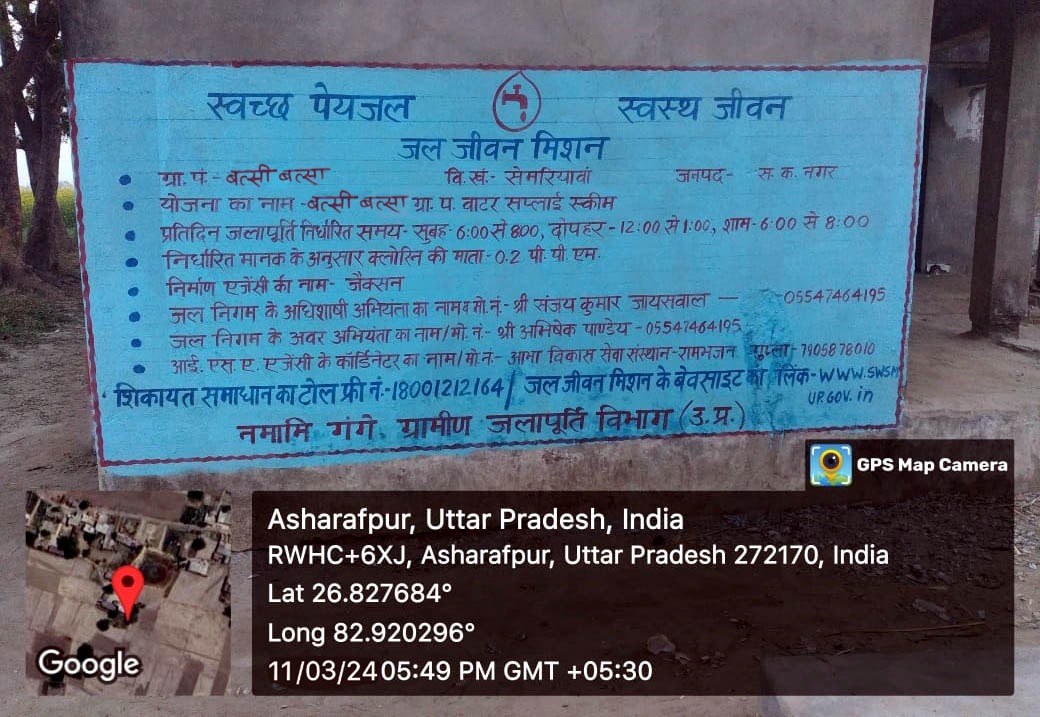 स्वच्छ पेयजल स्वस्थ जीवन
जल जीवन मिशन
ग्रा. पं.- बत्सी बत्सा वि. खं.- सेमरियावां जनपद- स. क. नगर
योजना का नाम -बत्सी बत्सा ग्रा. प. वाटर सप्लाई स्कीम
प्रतिदिन जलापूर्ति निर्धारित समय- सुबह- 6:00 से 800, दोपहर - 12:00 से 1:00, शाम- 6:00 से 8:00
निर्धारित मानक के अनुसार क्लोरिन की माता- 0.2 पी. पी. एम.
निर्माण एजेंसी का नाम- जैक्सन
जल निगम के अधिशाषी अभियंता का नाम व मो. नं.- श्री संजय कुमार जायसवाल — 05547464195
जल निगम के अवर अभियंता का नाम/मो. नं.- श्री अभिषेक पाण्डेय - 05547464195
आई. एस. ए. एजेंसी के कॉर्डिनेटर का नाम/मो. नं.- आभा विकास सेवा संस्थान-रामभजन गुप्ता- 7905878010
शिकायत समाधान का टोल फ्री नं.-18001212164/ जल जीवन मिशन के बेवसाइट का लिंक- WWW.SWSM
UP.GOV.in
नमामि गंगे. ग्रामीण जलापूर्ति विभाग (उ.प्र.)
GPS Map Camera
Asharafpur, Uttar Pradesh, India
RWHC+6XJ, Asharafpur, Uttar Pradesh 272170, India
Lat 26.827684°
Long 82.920296°
11/03/24 05:49 PM GMT +05:30
Google